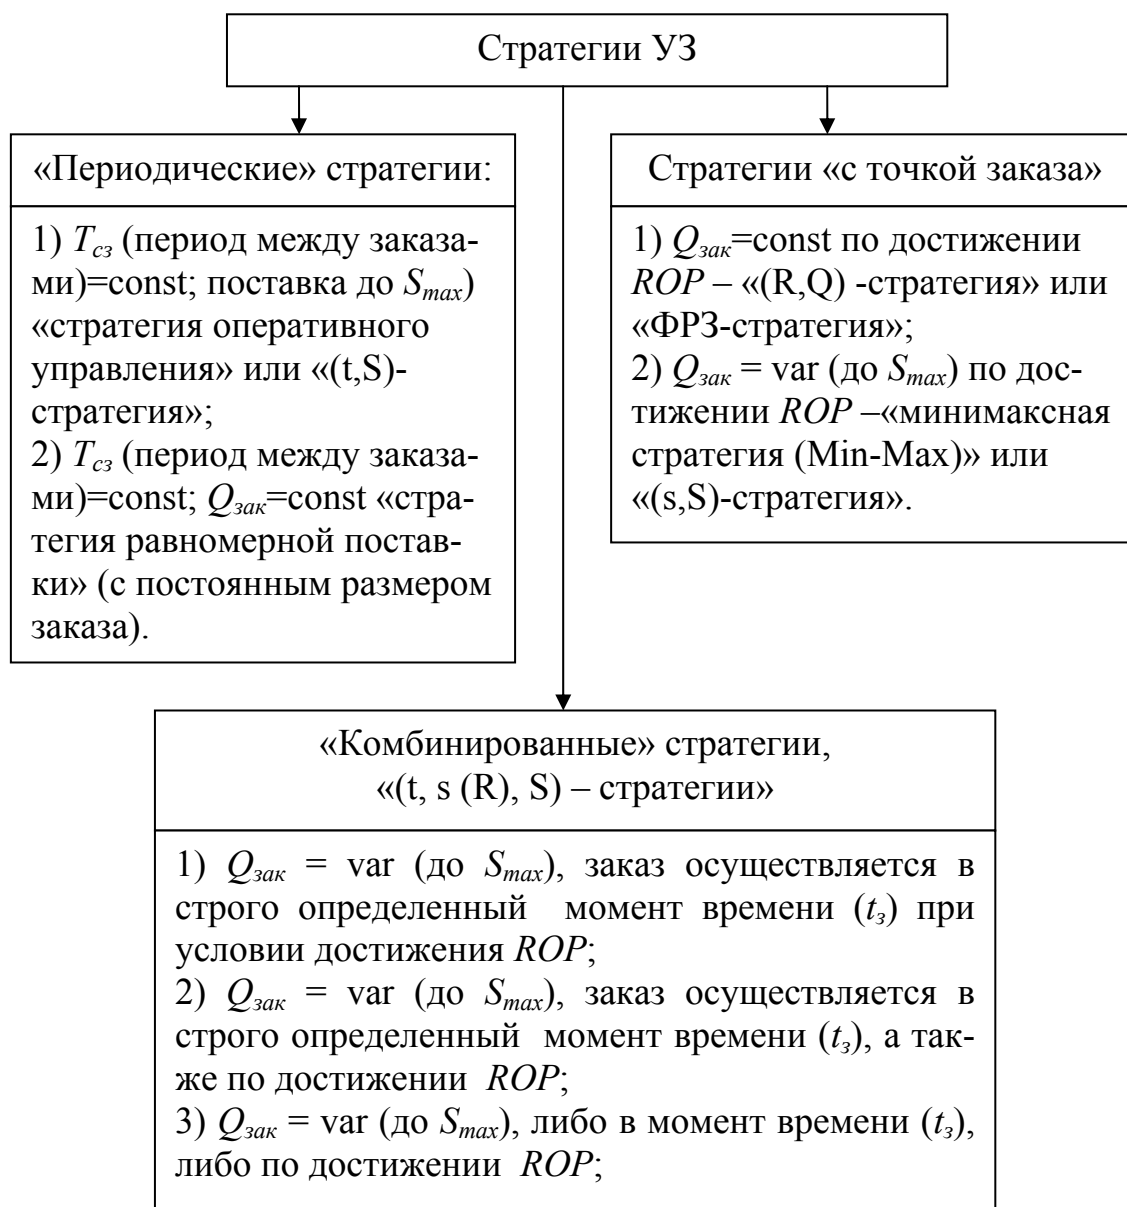 Стратегии УЗ
«Периодические» стратегии:
1) Tсз (период между заказа-
ми)=const; поставка до Smax)
«стратегия оперативного
управления» или «(t,S)-
стратегия»;
2) Tсз (период между заказа-
ми)=const; Qзак=const «стра-
тегия равномерной постав-
ки» (с постоянным размером
заказа).
Стратегии «с точкой заказа»
1) Qзак=const по достижении
ROP – «(R,Q) -стратегия» или
«ФРЗ-стратегия»;
2) Qзак = var (до Smax) по дос-
тижении ROP –«минимаксная
стратегия (Min-Max)» или
«(s,S)-стратегия».
«Комбинированные» стратегии,
«(t, s (R), S) – стратегии»
1) Qзак = var (до Smax), заказ осуществляется в
строго определенный момент времени (tз) при
условии достижения ROP;
2) Qзак = var (до Smax), заказ осуществляется в
строго определенный момент времени (tз), а так-
же по достижении ROP;
3) Qзак = var (до Smax), либо в момент времени (tз),
либо по достижении ROP;